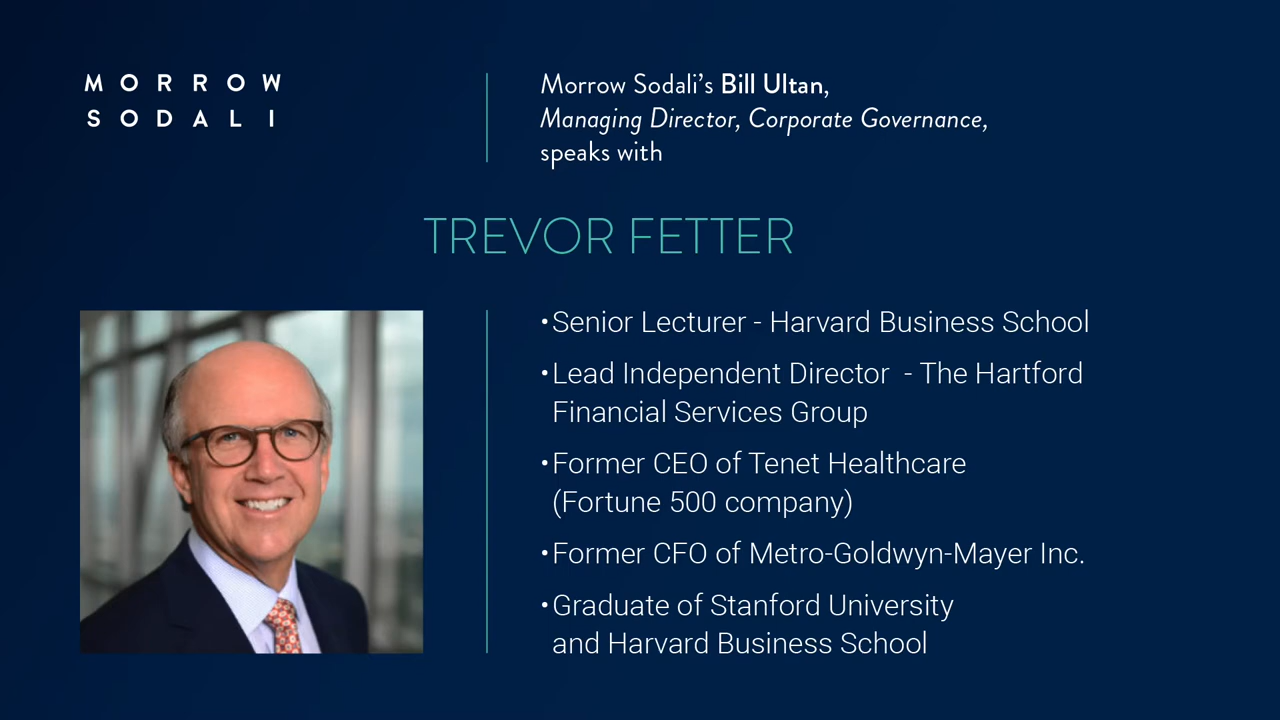 MORROW
SODALI
Morrow Sodali’s Bill Ultan,
Managing Director, Corporate Governance,
speaks with
TREVOR FETTER
•Senior Lecturer - Harvard Business School
•Lead Independent Director  - The Hartford
Financial Services Group
•Former CEO of Tenet Healthcare
(Fortune 500 company)
•Former CFO of Metro-Goldwyn-Mayer Inc.
•Graduate of Stanford University
and Harvard Business School